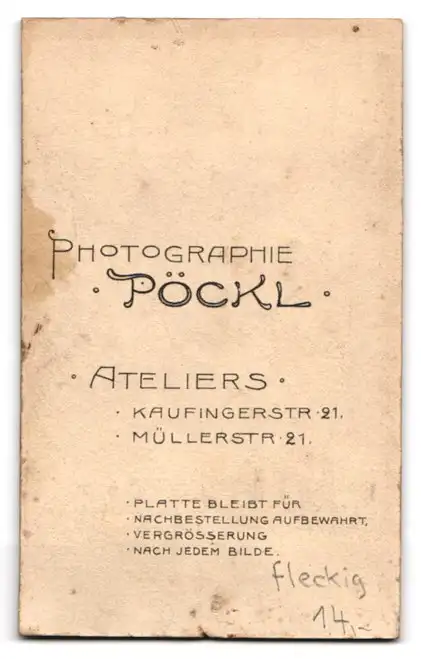 PHOTOGRAPHIE
· PÖCKL ·
· ATELIERS ·
· KAUFINGERSTR · 21.
· MÜLLERSTR · 21.
· PLATTE BLEIBT FÜR
· NACHBESTELLUNG AUFBEWAHRT,
· VERGRÖSSERUNG
· NACH JEDEM BILDE.
fleckig
14,-